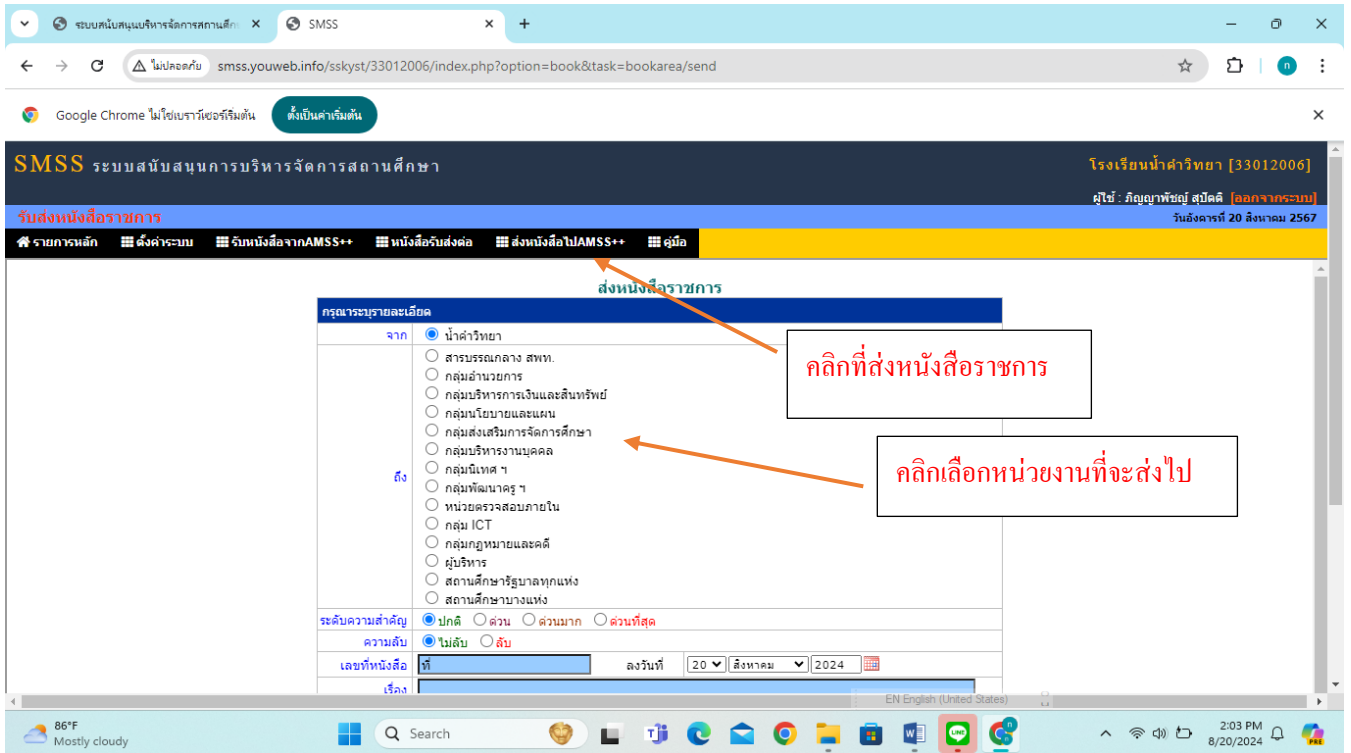 ระบบสนับสนุนบริหารจัดการสถานศึก
SMSS
ไม่ปลอดภัย smss.youweb.info/sskyst/33012006/index.php?option=book&task=bookarea/send
Google Chrome ไม่ใช่เบราว์เซอร์เริ่มต้น ตั้งเป็นค่าเริ่มต้น
SMSS ระบบสนับสนุนการบริหารจัดการสถานศึกษา
โรงเรียนน้ำคำวิทยา [33012006]
ผู้ใช้ : ภิญญาพัชญ์ สุปัตติ [ออกจากระบบ]
รับส่งหนังสือราชการ
วันอังคารที่ 20 สิงหาคม 2567
รายการหลัก ตั้งค่าระบบ รับหนังสือจากAMSS++ หนังสือรับส่งต่อ ส่งหนังสือไปAMSS++ คู่มือ
ส่งหนังสือราชการ
กรุณาระบุรายละเอียด
จาก น้ำคำวิทยา
ถึง
สารบรรณกลาง สพท.
กลุ่มอำนวยการ
กลุ่มบริหารการเงินและสินทรัพย์
กลุ่มนโยบายและแผน
กลุ่มส่งเสริมการจัดการศึกษา
กลุ่มบริหารงานบุคคล
กลุ่มนิเทศ ฯ
กลุ่มพัฒนาครู ฯ
หน่วยตรวจสอบภายใน
กลุ่ม ICT
กลุ่มกฎหมายและคดี
ผู้บริหาร
สถานศึกษารัฐบาลทุกแห่ง
สถานศึกษาบางแห่ง
คลิกที่ส่งหนังสือราชการ
คลิกเลือกหน่วยงานที่จะส่งไป
ระดับความสำคัญ ปกติ ด่วน ด่วนมาก ด่วนที่สุด
ความลับ ไม่ลับ ลับ
เลขที่หนังสือ ที่ ลงวันที่ 20 สิงหาคม 2024
เรื่อง
EN English (United States)
86°F
Mostly cloudy
Search
2:03 PM
8/20/2024